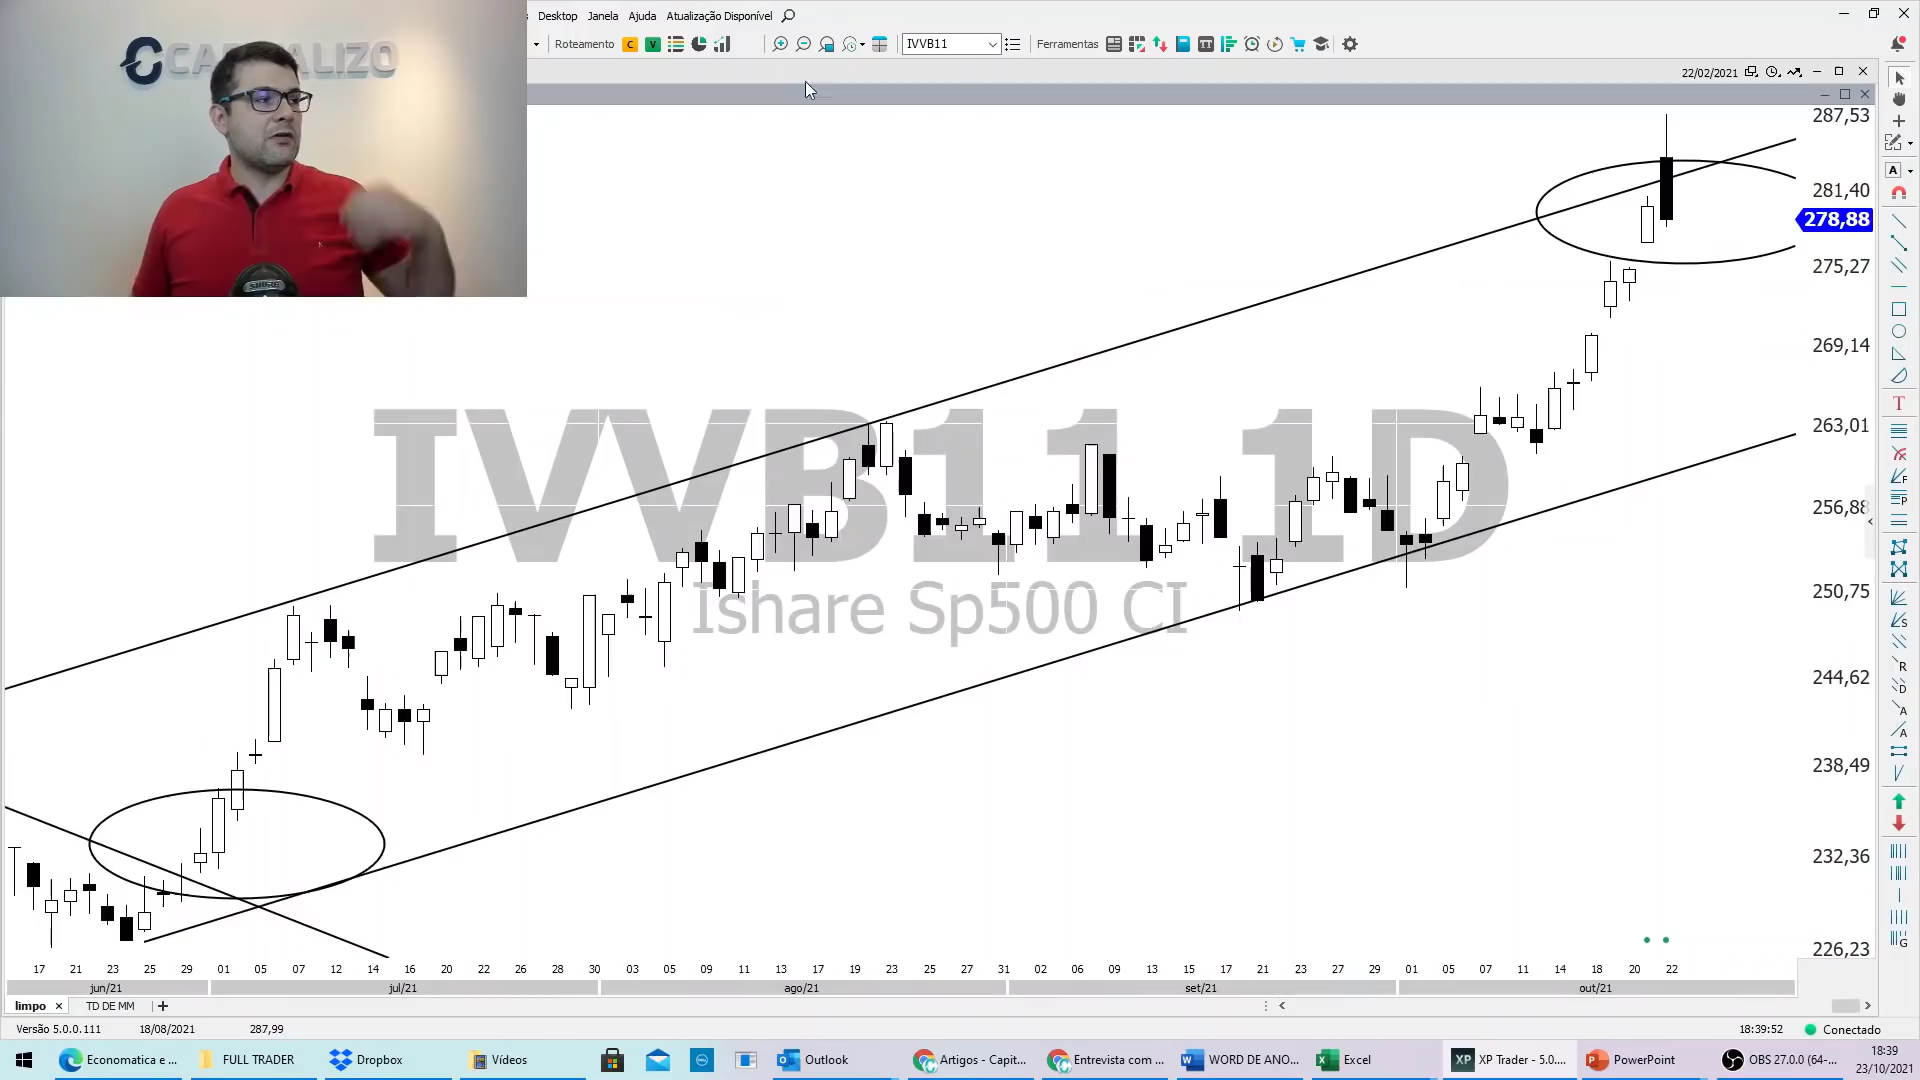 CAPITALIZO
SHURE
Desktop Janela Ajuda Atualização Disponível
Roteamento C V IVVB11 Ferramentas
22/02/2021
287,53
281,40
278,88
275,27
269,14
263,01
256,88
250,75
244,62
238,49
232,36
226,23
IVVB11 1D
Ishare Sp500 CI
17 21 23 25 29 01 05 07 12 14 16 20 22 26 28 30 03 05 09 11 13 17 19 23 25 27 31 02 06 09 13 15 17 21 23 27 29 01 05 07 11 14 18 20 22
jun/21 jul/21 ago/21 set/21 out/21
limpo TD DE MM
Versão 5.0.0.111 18/08/2021 287,99 18:39:52 Conectado
Economatica e ... FULL TRADER Dropbox Vídeos Outlook Artigos - Capit... Entrevista com ... WORD DE ANO... Excel XP Trader - 5.0.... PowerPoint OBS 27.0.0 (64-...
18:39
23/10/2021